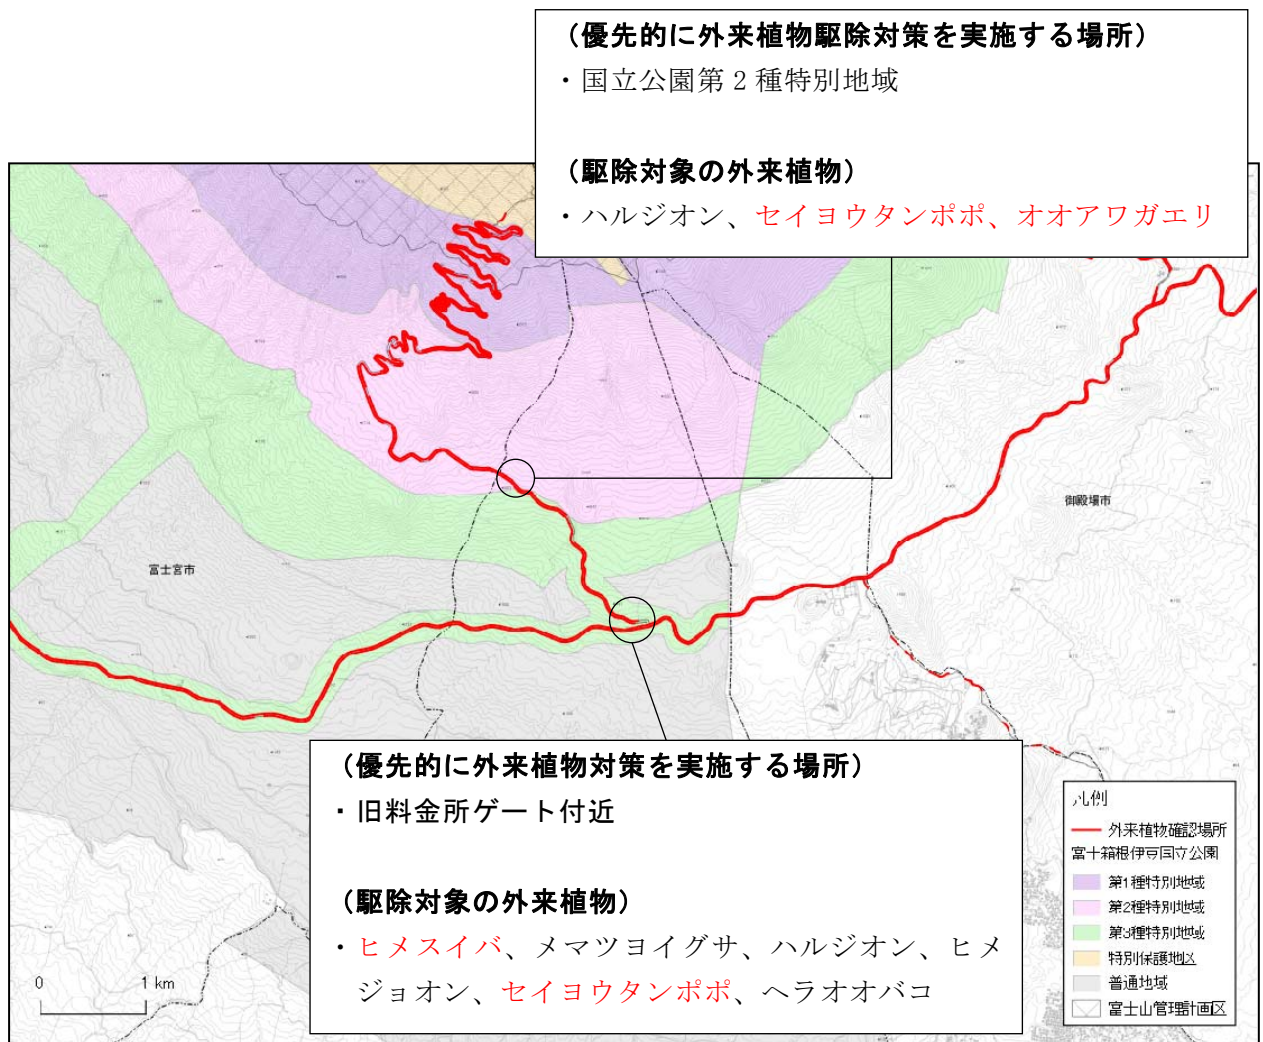 （優先的に外来植物駆除対策を実施する場所）
・国立公園第２種特別地域
（駆除対象の外来植物）
・ハルジオン、セイヨウタンポポ、オオアワガエリ
御殿場市
富士宮市
（優先的に外来植物対策を実施する場所）
・旧料金所ゲート付近
（駆除対象の外来植物）
・ヒメスイバ、メマツヨイグサ、ハルジオン、ヒメ
ジョオン、セイヨウタンポポ、ヘラオオバコ
凡例
外来植物確認場所
富士箱根伊豆国立公園
第1種特別地域
第2種特別地域
第3種特別地域
特別保護地区
普通地域
富士山管理計画区
0 1 km